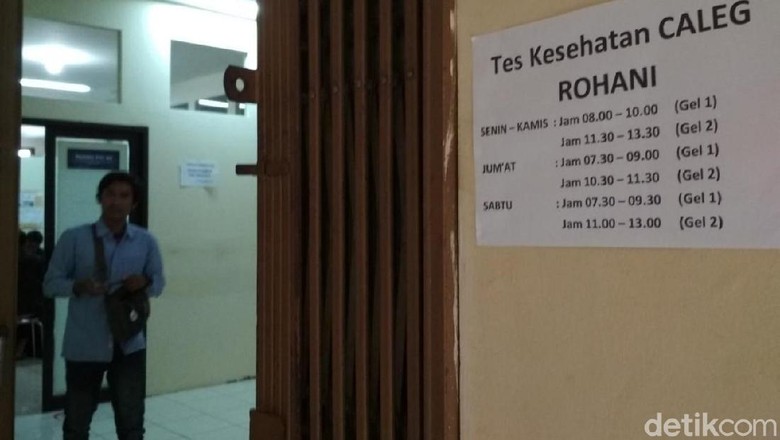 Tes Kesehatan CALEG
ROHANI
SENIN – KAMIS : Jam 08.00 – 10.00 (Gel 1)
Jam 11.30 – 13.30 (Gel 2)
JUM'AT : Jam 07.30 – 09.00 (Gel 1)
Jam 10.30 – 11.30 (Gel 2)
SABTU : Jam 07.30 – 09.30 (Gel 1)
Jam 11.00 – 13.00 (Gel 2)
detikcom